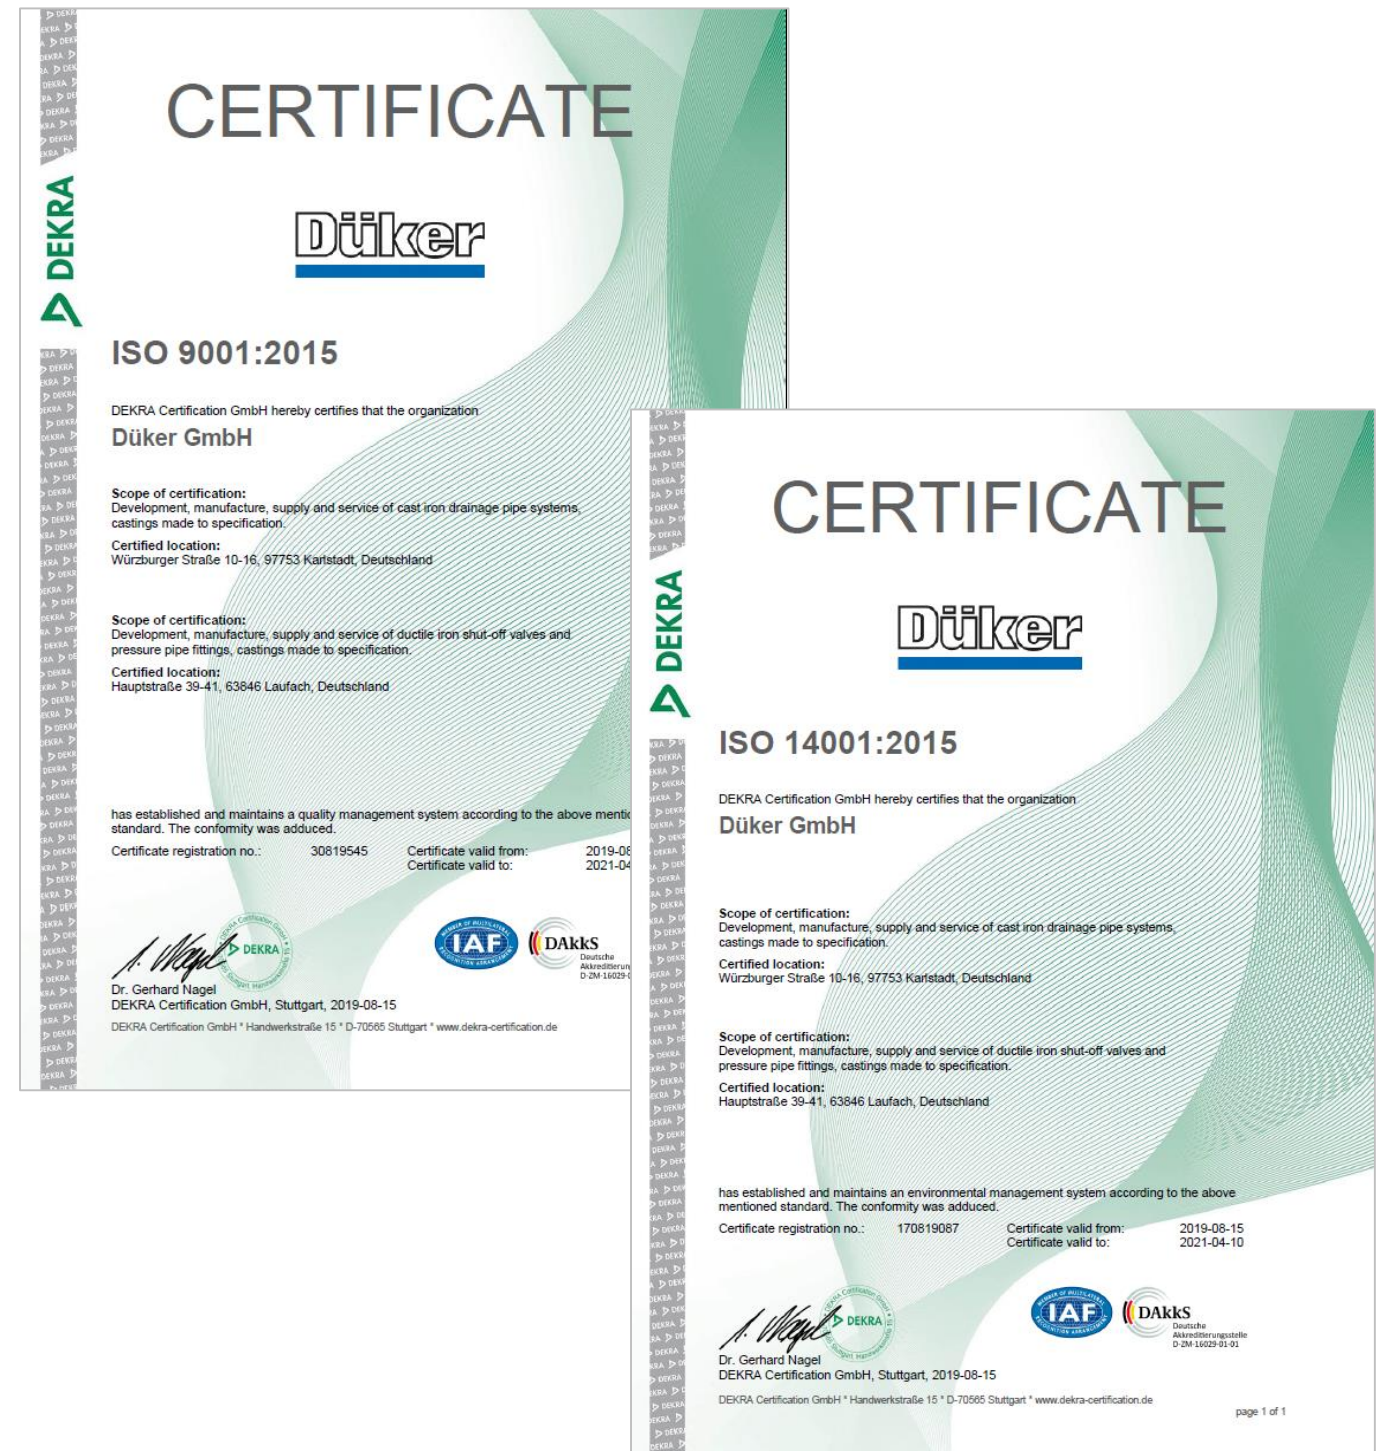 CERTIFICATE
DEKRA
Düker
ISO 9001:2015
DEKRA Certification GmbH hereby certifies that the organization
Düker GmbH
Scope of certification:
Development, manufacture, supply and service of cast iron drainage pipe systems,
castings made to specification.
Certified location:
Würzburger Straße 10-16, 97753 Karlstadt, Deutschland
Scope of certification:
Development, manufacture, supply and service of ductile iron shut-off valves and
pressure pipe fittings, castings made to specification.
Certified location:
Hauptstraße 39-41, 63846 Laufach, Deutschland
has established and maintains a quality management system according to the above
standard. The conformity was adduced.
Certificate registration no.: 30819545 Certificate valid from: 2019-08
Certificate valid to: 2021-04
DEKRA
IAF
DAkkS
Deutsche
Dr. Gerhard Nagel
DEKRA Certification GmbH, Stuttgart, 2019-08-15
DEKRA Certification GmbH * Handwerkstraße 15 * D-70565 Stuttgart * www.dekra-certification.de
CERTIFICATE
DEKRA
Düker
ISO 14001:2015
DEKRA Certification GmbH hereby certifies that the organization
Düker GmbH
Scope of certification:
Development, manufacture, supply and service of cast iron drainage pipe systems,
castings made to specification.
Certified location:
Würzburger Straße 10-16, 97753 Karlstadt, Deutschland
Scope of certification:
Development, manufacture, supply and service of ductile iron shut-off valves and
pressure pipe fittings, castings made to specification.
Certified location:
Hauptstraße 39-41, 63846 Laufach, Deutschland
has established and maintains an environmental management system according to the above
mentioned standard. The conformity was adduced.
Certificate registration no.: 170819087 Certificate valid from: 2019-08-15
Certificate valid to: 2021-04-10
DEKRA
MEMBER OF MULTILATERAL
IAF
RECOGNITION ARRANGEMENT
DAkkS
Deutsche
Akkreditierungsstelle
D-ZM-16029-01-01
Dr. Gerhard Nagel
DEKRA Certification GmbH, Stuttgart, 2019-08-15
DEKRA Certification GmbH * Handwerkstraße 15 * D-70565 Stuttgart * www.dekra-certification.de
page 1 of 1